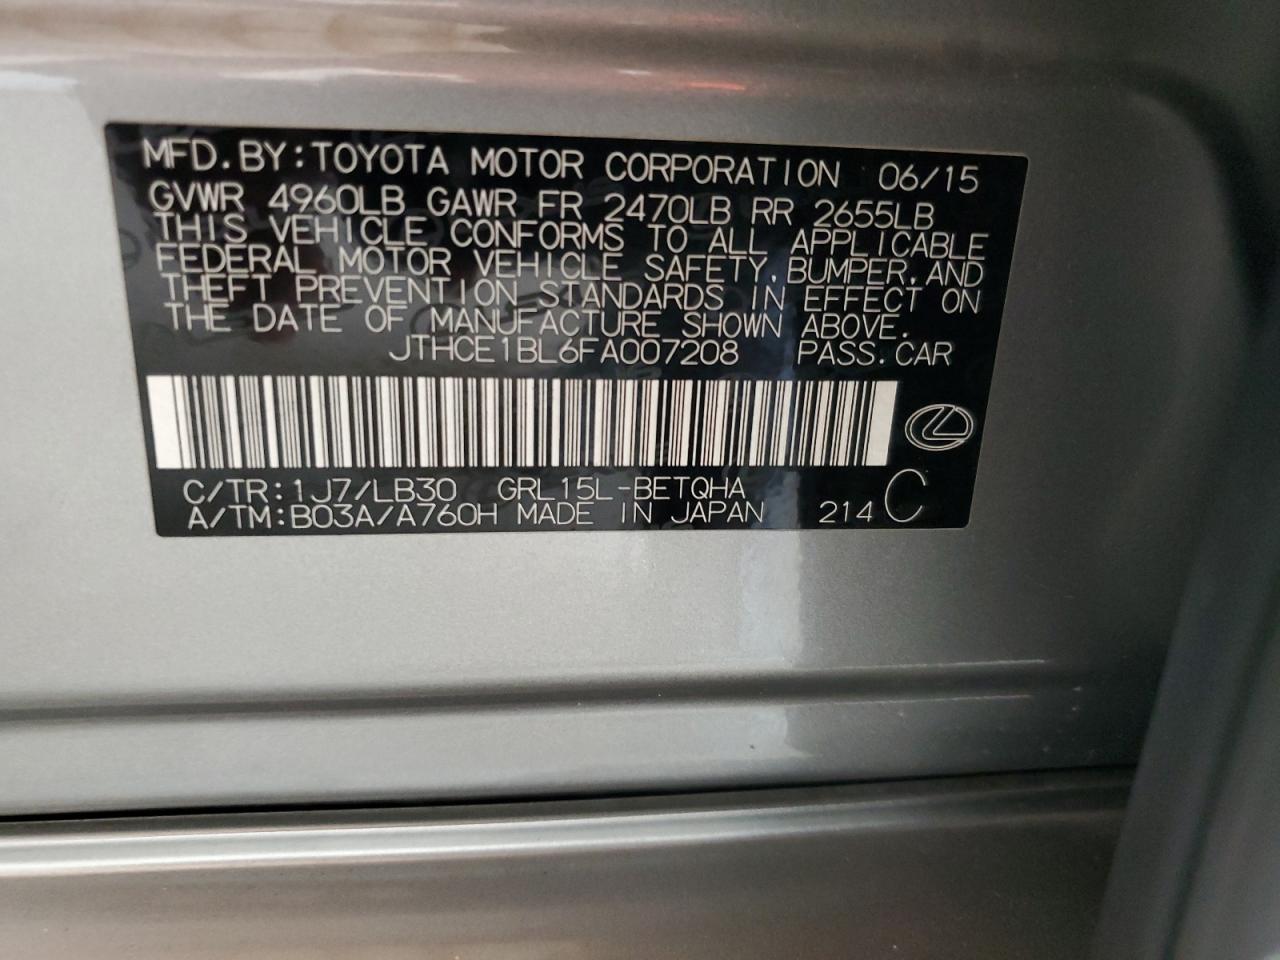 MFD.BY:TOYOTA MOTOR CORPORATION 06/15
GVWR 4960LB GAWR FR 2470LB RR 2655LB
THIS VEHICLE CONFORMS TO ALL APPLICABLE
FEDERAL MOTOR VEHICLE SAFETY,BUMPER,AND
THEFT PREVENTION STANDARDS IN EFFECT ON
THE DATE OF MANUFACTURE SHOWN ABOVE.
JTHCE1BL6FA007208 PASS.CAR
C/TR:1J7/LB30 GRL15L-BETQHA
A/TM:B03A/A760H MADE IN JAPAN 214 C